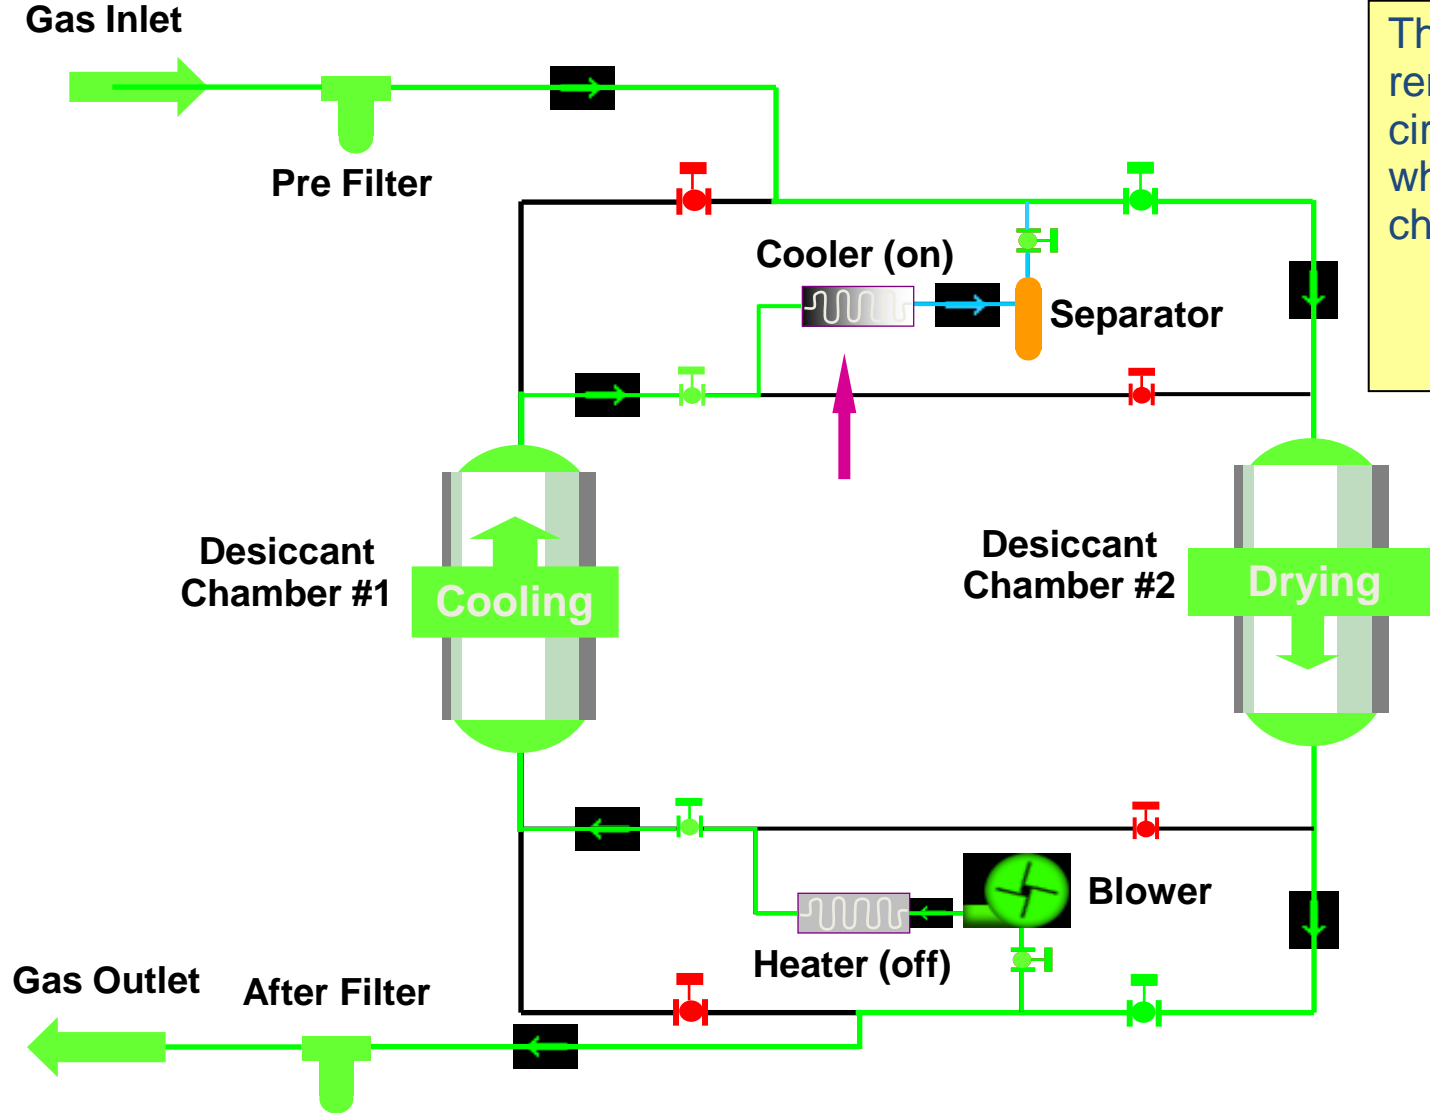 Gas Inlet
Pre Filter
Cooler (on)
Separator
Desiccant
Chamber #1
Cooling
Desiccant
Chamber #2
Drying
Blower
Heater (off)
Gas Outlet
After Filter